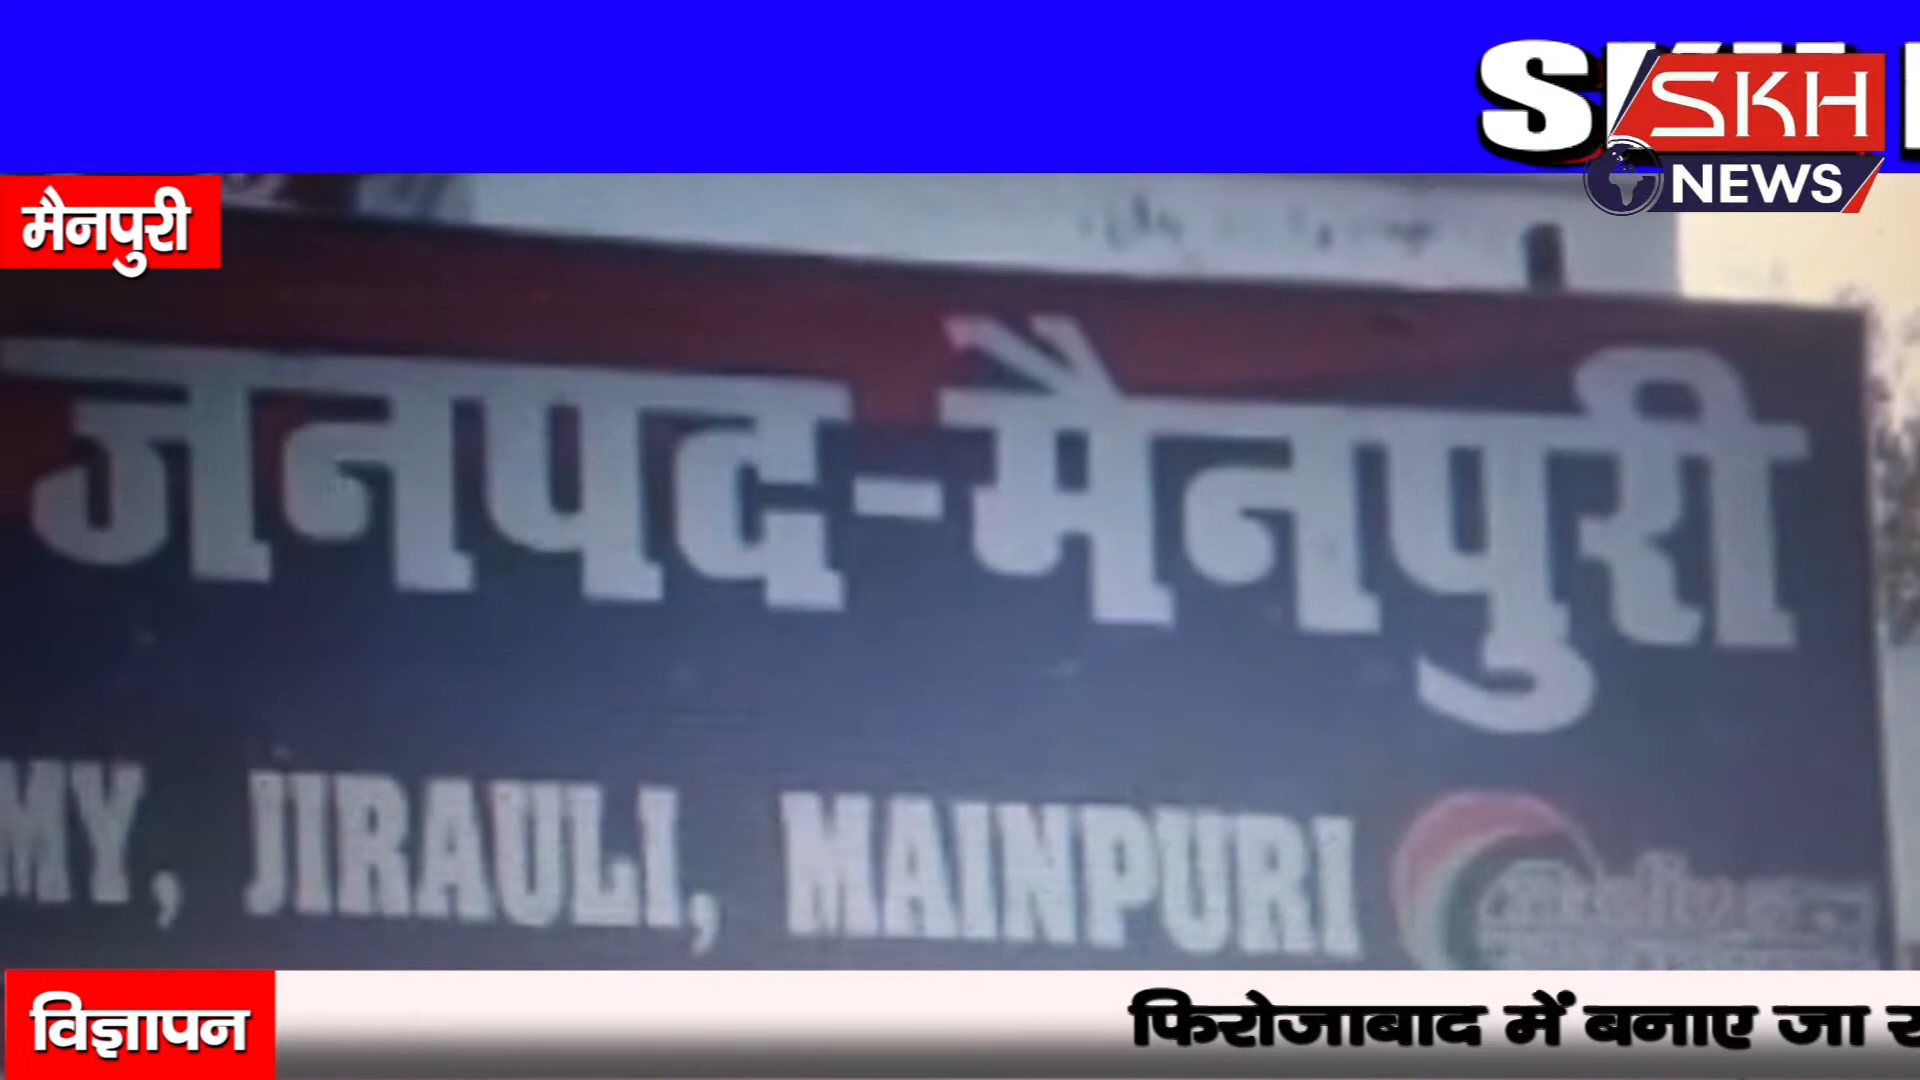 SKH
NEWS
मैनपुरी
जनपद-मैनपुरी
MY, JIRAULI, MAINPURI
विज्ञापन
फिरोजाबाद में बनाए जा